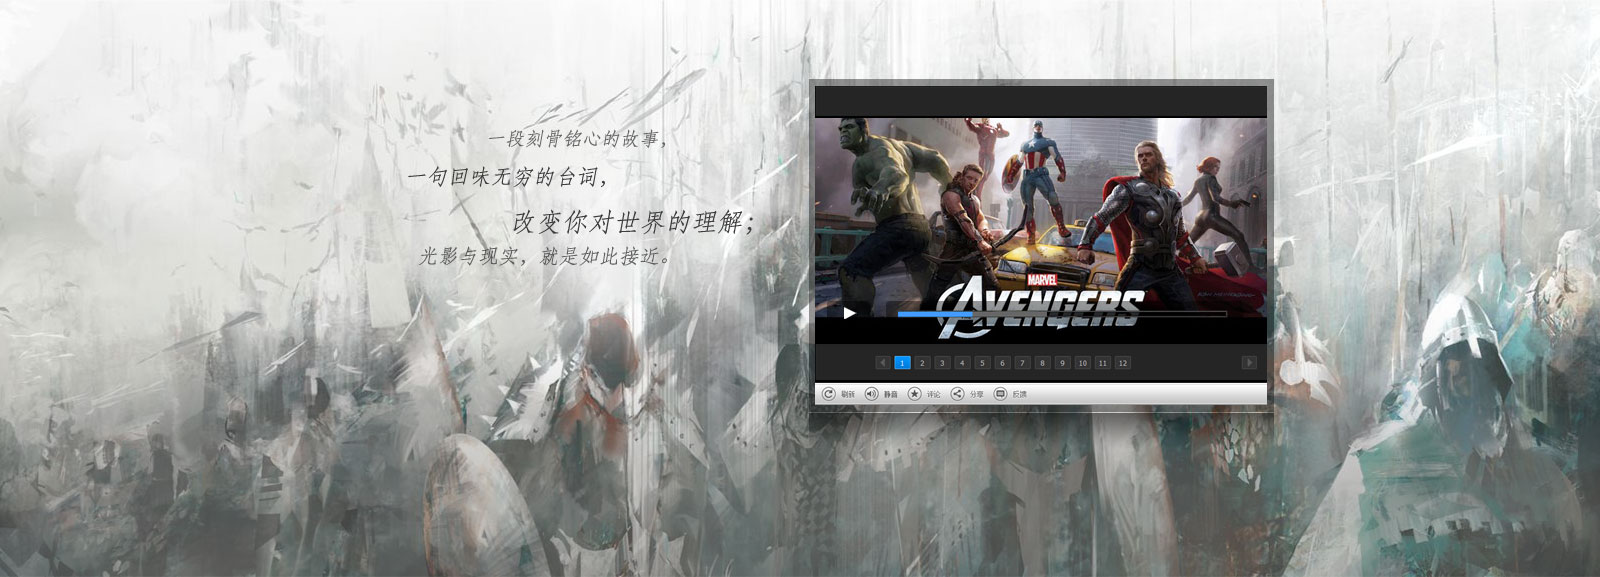 一段刻骨铭心的故事，
一句回味无穷的台词，
改变你对世界的理解；
光影与现实，就是如此接近。
MARVEL
AVENGERS
1 2 3 4 5 6 7 8 9 10 11 12
刷新 静音 评论 分享 反馈